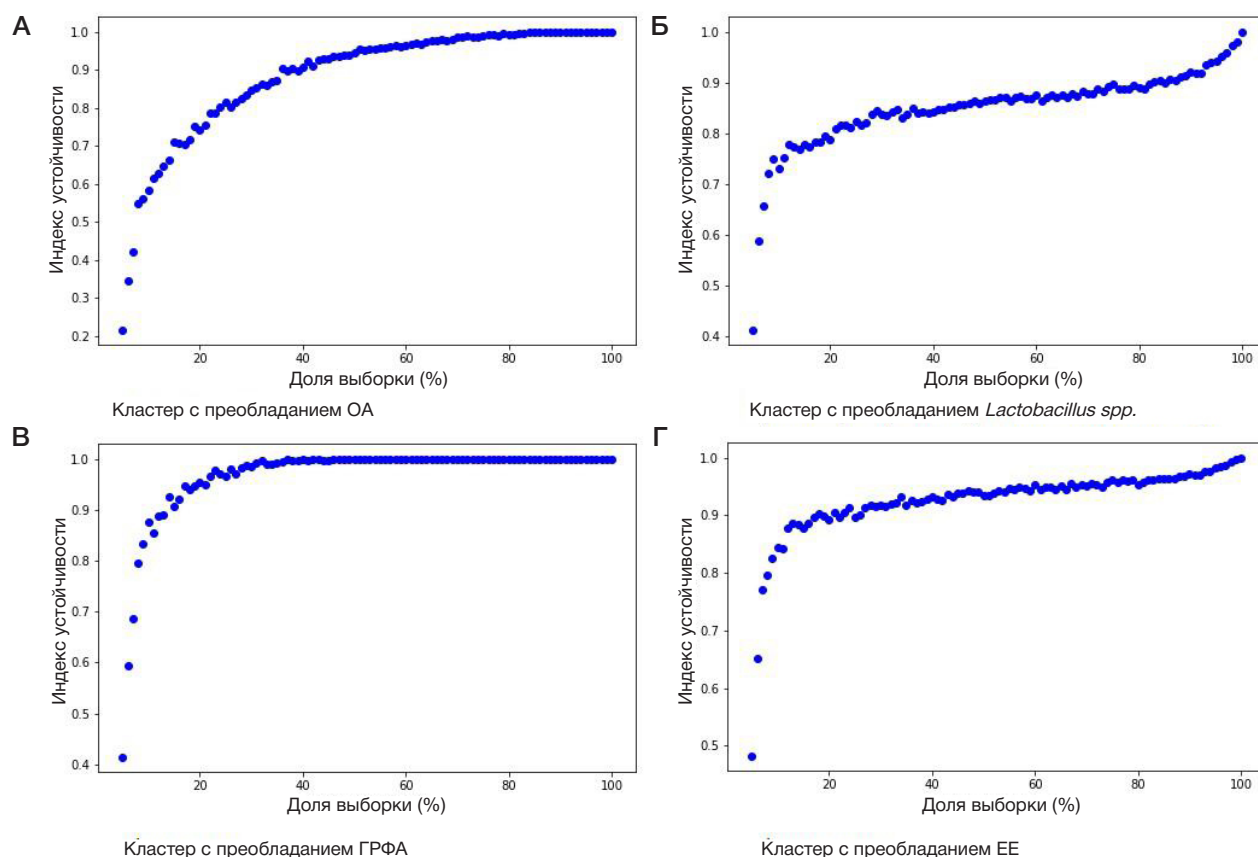 А
1.0
0.9
0.8
0.7
0.6
0.5
0.4
0.3
0.2
Индекс устойчивости
20 40 60 80 100
Доля выборки (%)
Кластер с преобладанием ОА
Б
1.0
0.9
0.8
0.7
0.6
0.5
0.4
Индекс устойчивости
20 40 60 80 100
Доля выборки (%)
Кластер с преобладанием Lactobacillus spp.
В
1.0
0.9
0.8
0.7
0.6
0.5
0.4
Индекс устойчивости
20 40 60 80 100
Доля выборки (%)
Кластер с преобладанием ГРФА
Г
1.0
0.9
0.8
0.7
0.6
0.5
Индекс устойчивости
20 40 60 80 100
Доля выборки (%)
Кластер с преобладанием ЕЕ